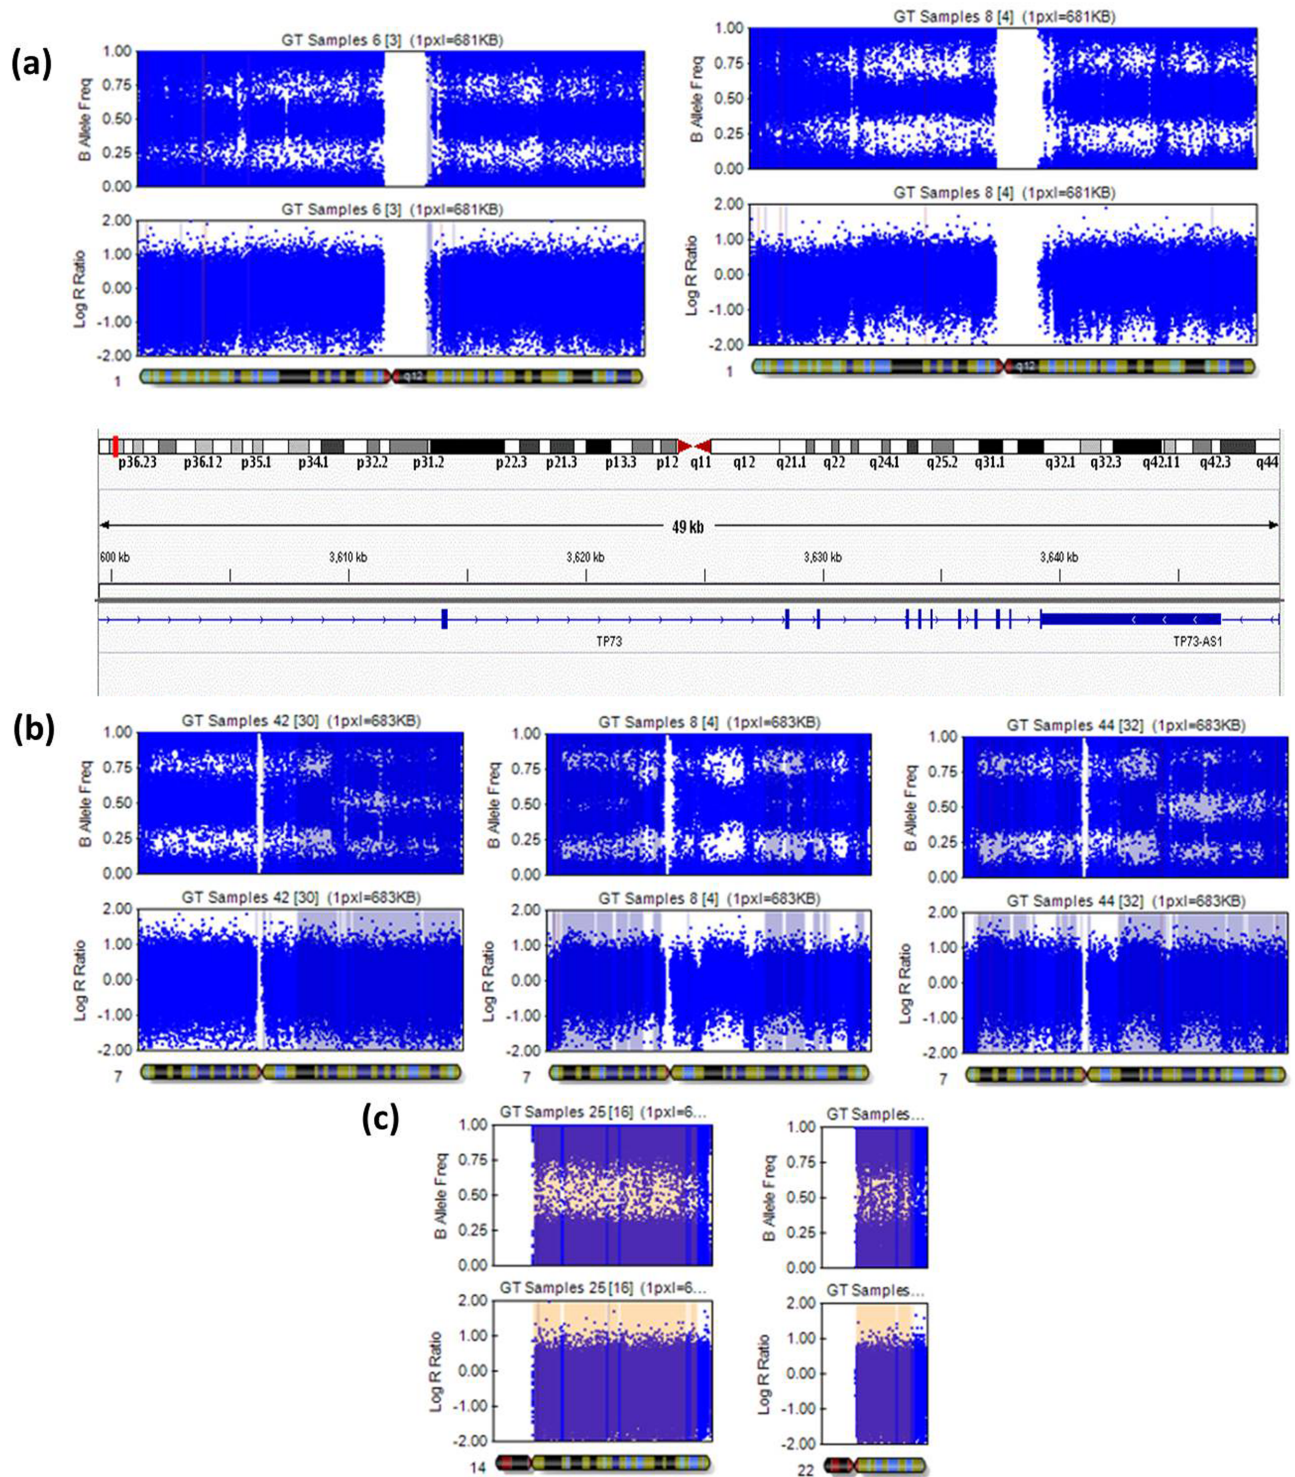 (a)
GT Samples 6 [3] (1pxl=681KB)
B Allele Freq
1.00
0.75
0.50
0.25
0.00
GT Samples 6 [3] (1pxl=681KB)
Log R Ratio
2.00
1.00
0.00
-1.00
-2.00
1
q12
GT Samples 8 [4] (1pxl=681KB)
B Allele Freq
1.00
0.75
0.50
0.25
0.00
GT Samples 8 [4] (1pxl=681KB)
Log R Ratio
2.00
1.00
0.00
-1.00
-2.00
1
q12
p36.23 p36.12 p35.1 p34.1 p32.2 p31.2 p22.3 p21.3 p13.3 p12 q11 q12 q21.1 q22 q24.1 q25.2 q31.1 q32.1 q32.3 q42.11 q42.3 q44
49 kb
600 kb 3,610 kb 3,620 kb 3,630 kb 3,640 kb
TP73 TP73-AS1
(b)
GT Samples 42 [30] (1pxl=683KB)
B Allele Freq
1.00
0.75
0.50
0.25
0.00
GT Samples 42 [30] (1pxl=683KB)
Log R Ratio
2.00
1.00
0.00
-1.00
-2.00
7
GT Samples 8 [4] (1pxl=683KB)
B Allele Freq
1.00
0.75
0.50
0.25
0.00
GT Samples 8 [4] (1pxl=683KB)
Log R Ratio
2.00
1.00
0.00
-1.00
-2.00
7
GT Samples 44 [32] (1pxl=683KB)
B Allele Freq
1.00
0.75
0.50
0.25
0.00
GT Samples 44 [32] (1pxl=683KB)
Log R Ratio
2.00
1.00
0.00
-1.00
-2.00
7
(c)
GT Samples 25 [16] (1pxl=6...
B Allele Freq
1.00
0.75
0.50
0.25
0.00
GT Samples 25 [16] (1pxl=6...
Log R Ratio
2.00
1.00
0.00
-1.00
-2.00
14
GT Samples...
B Allele Freq
1.00
0.75
0.50
0.25
0.00
GT Samples...
Log R Ratio
2.00
1.00
0.00
-1.00
-2.00
22